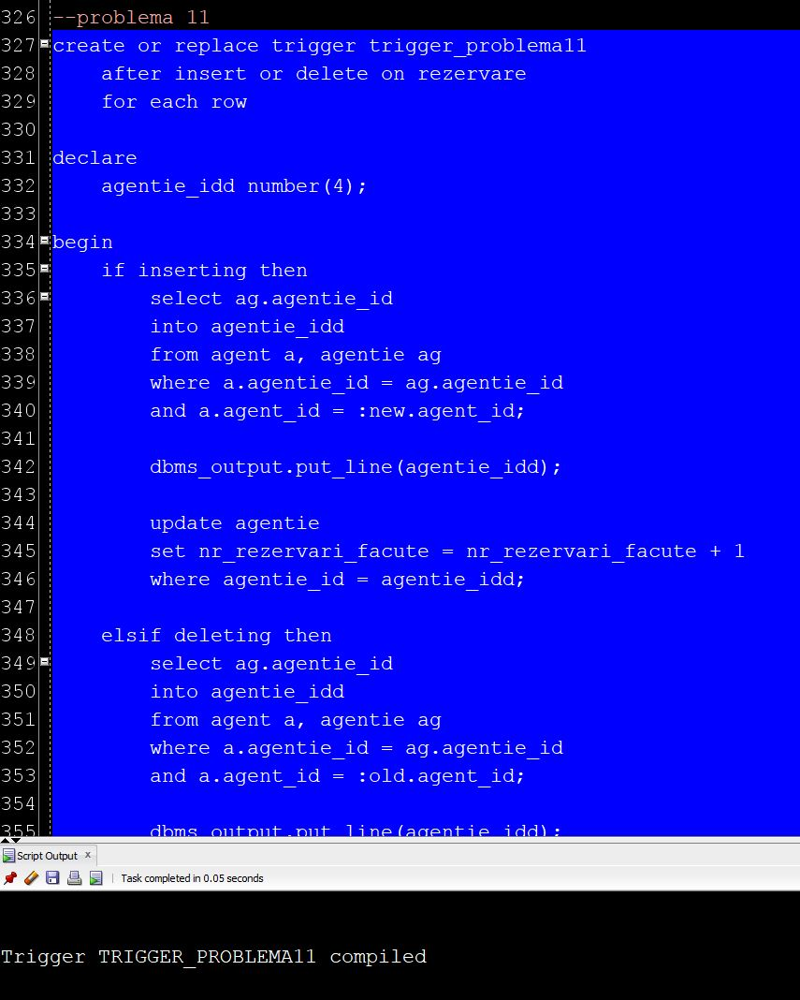 326 --problema 11
327 create or replace trigger trigger_problema11
328 after insert or delete on rezervare
329 for each row
330
331 declare
332 agentie_idd number(4);
333
334 begin
335 if inserting then
336 select ag.agentie_id
337 into agentie_idd
338 from agent a, agentie ag
339 where a.agentie_id = ag.agentie_id
340 and a.agent_id = :new.agent_id;
341
342 dbms_output.put_line(agentie_idd);
343
344 update agentie
345 set nr_rezervari_facute = nr_rezervari_facute + 1
346 where agentie_id = agentie_idd;
347
348 elsif deleting then
349 select ag.agentie_id
350 into agentie_idd
351 from agent a, agentie ag
352 where a.agentie_id = ag.agentie_id
353 and a.agent_id = :old.agent_id;
354
355 dbms_output.put_line(agentie_idd);
Script Output x
Task completed in 0.05 seconds
Trigger TRIGGER_PROBLEMA11 compiled